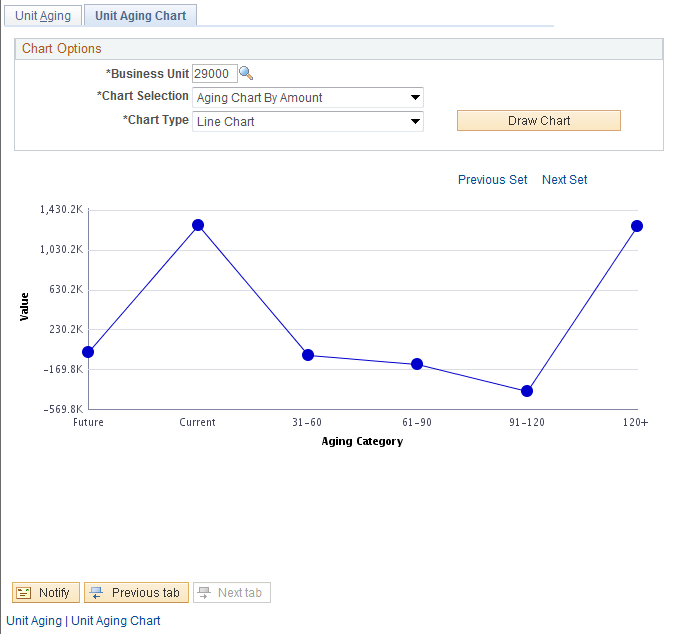 Unit Aging Unit Aging Chart
Chart Options
*Business Unit 29000
*Chart Selection Aging Chart By Amount
*Chart Type Line Chart Draw Chart
Previous Set Next Set
1,430.2K
1,030.2K
630.2K
230.2K
-169.8K
-569.8K
Value
Future Current 31-60 61-90 91-120 120+
Aging Category
Notify Previous tab Next tab
Unit Aging | Unit Aging Chart